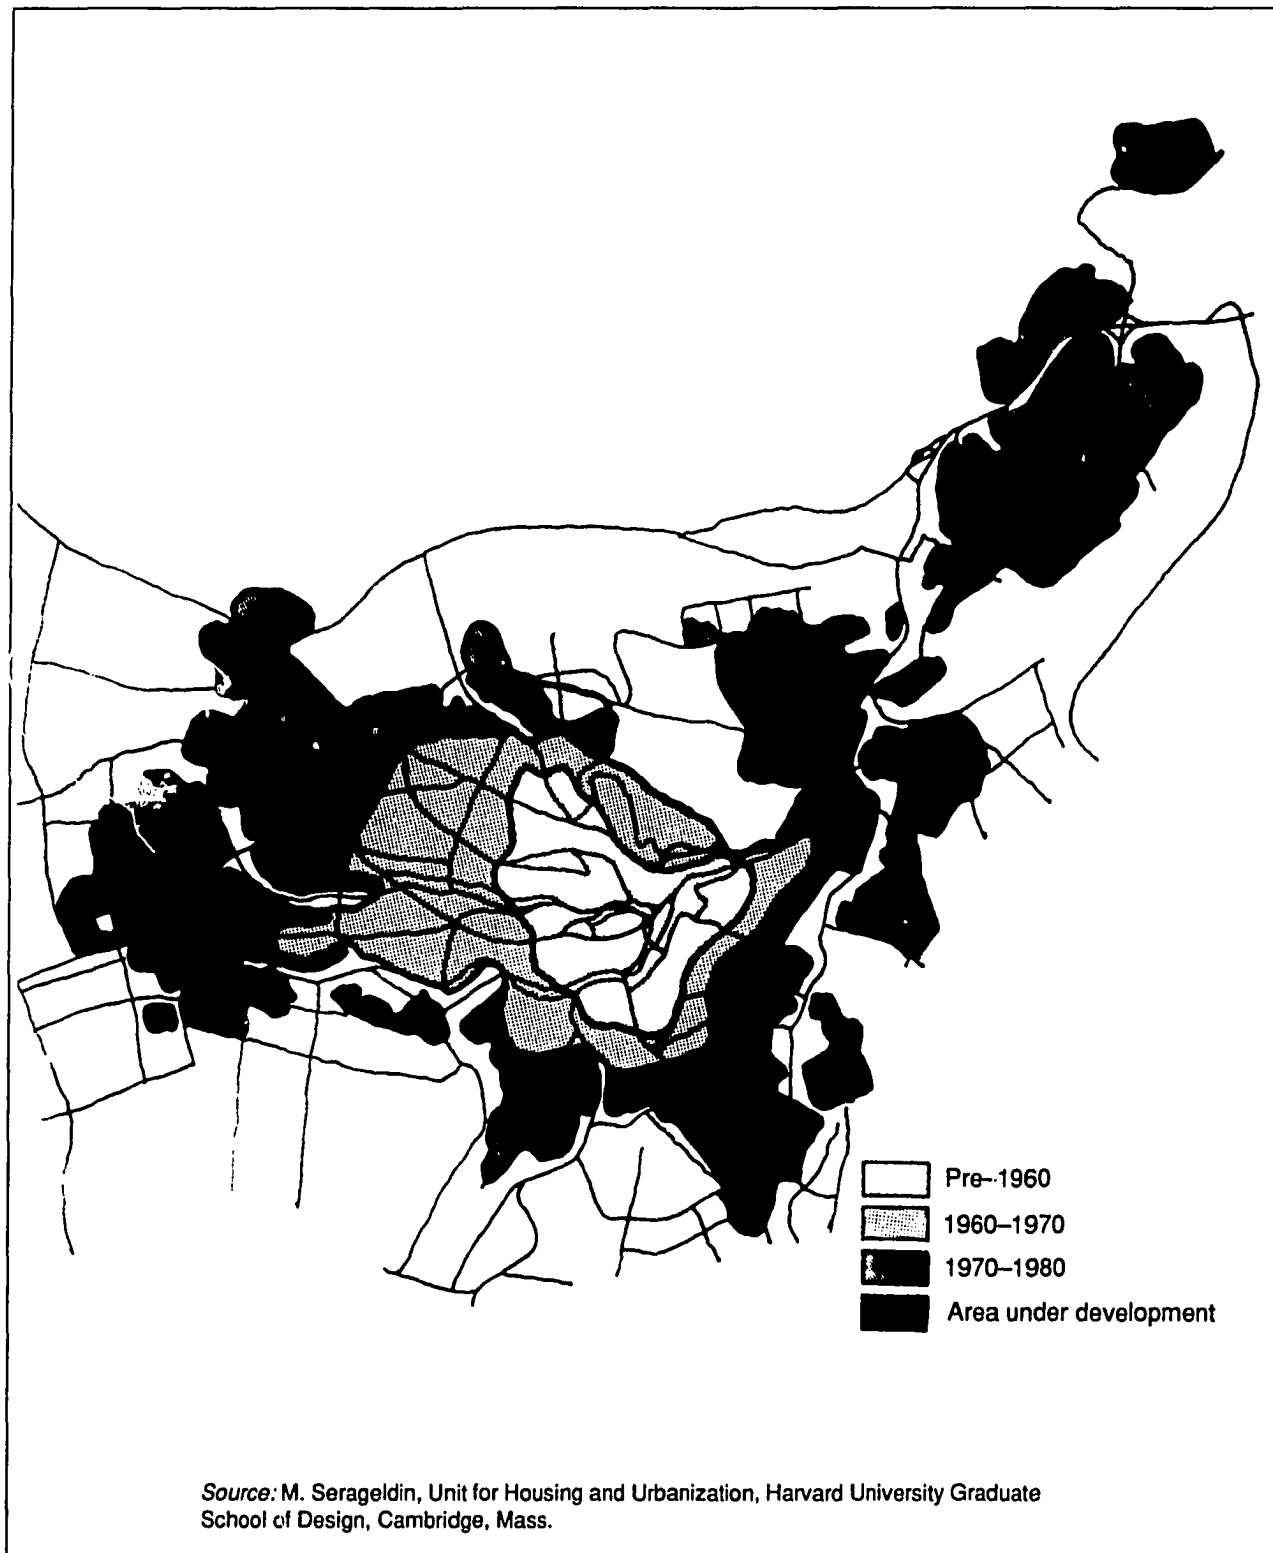 Pre-1960
1960–1970
1970–1980
Area under development
Source: M. Serageldin, Unit for Housing and Urbanization, Harvard University Graduate
School of Design, Cambridge, Mass.